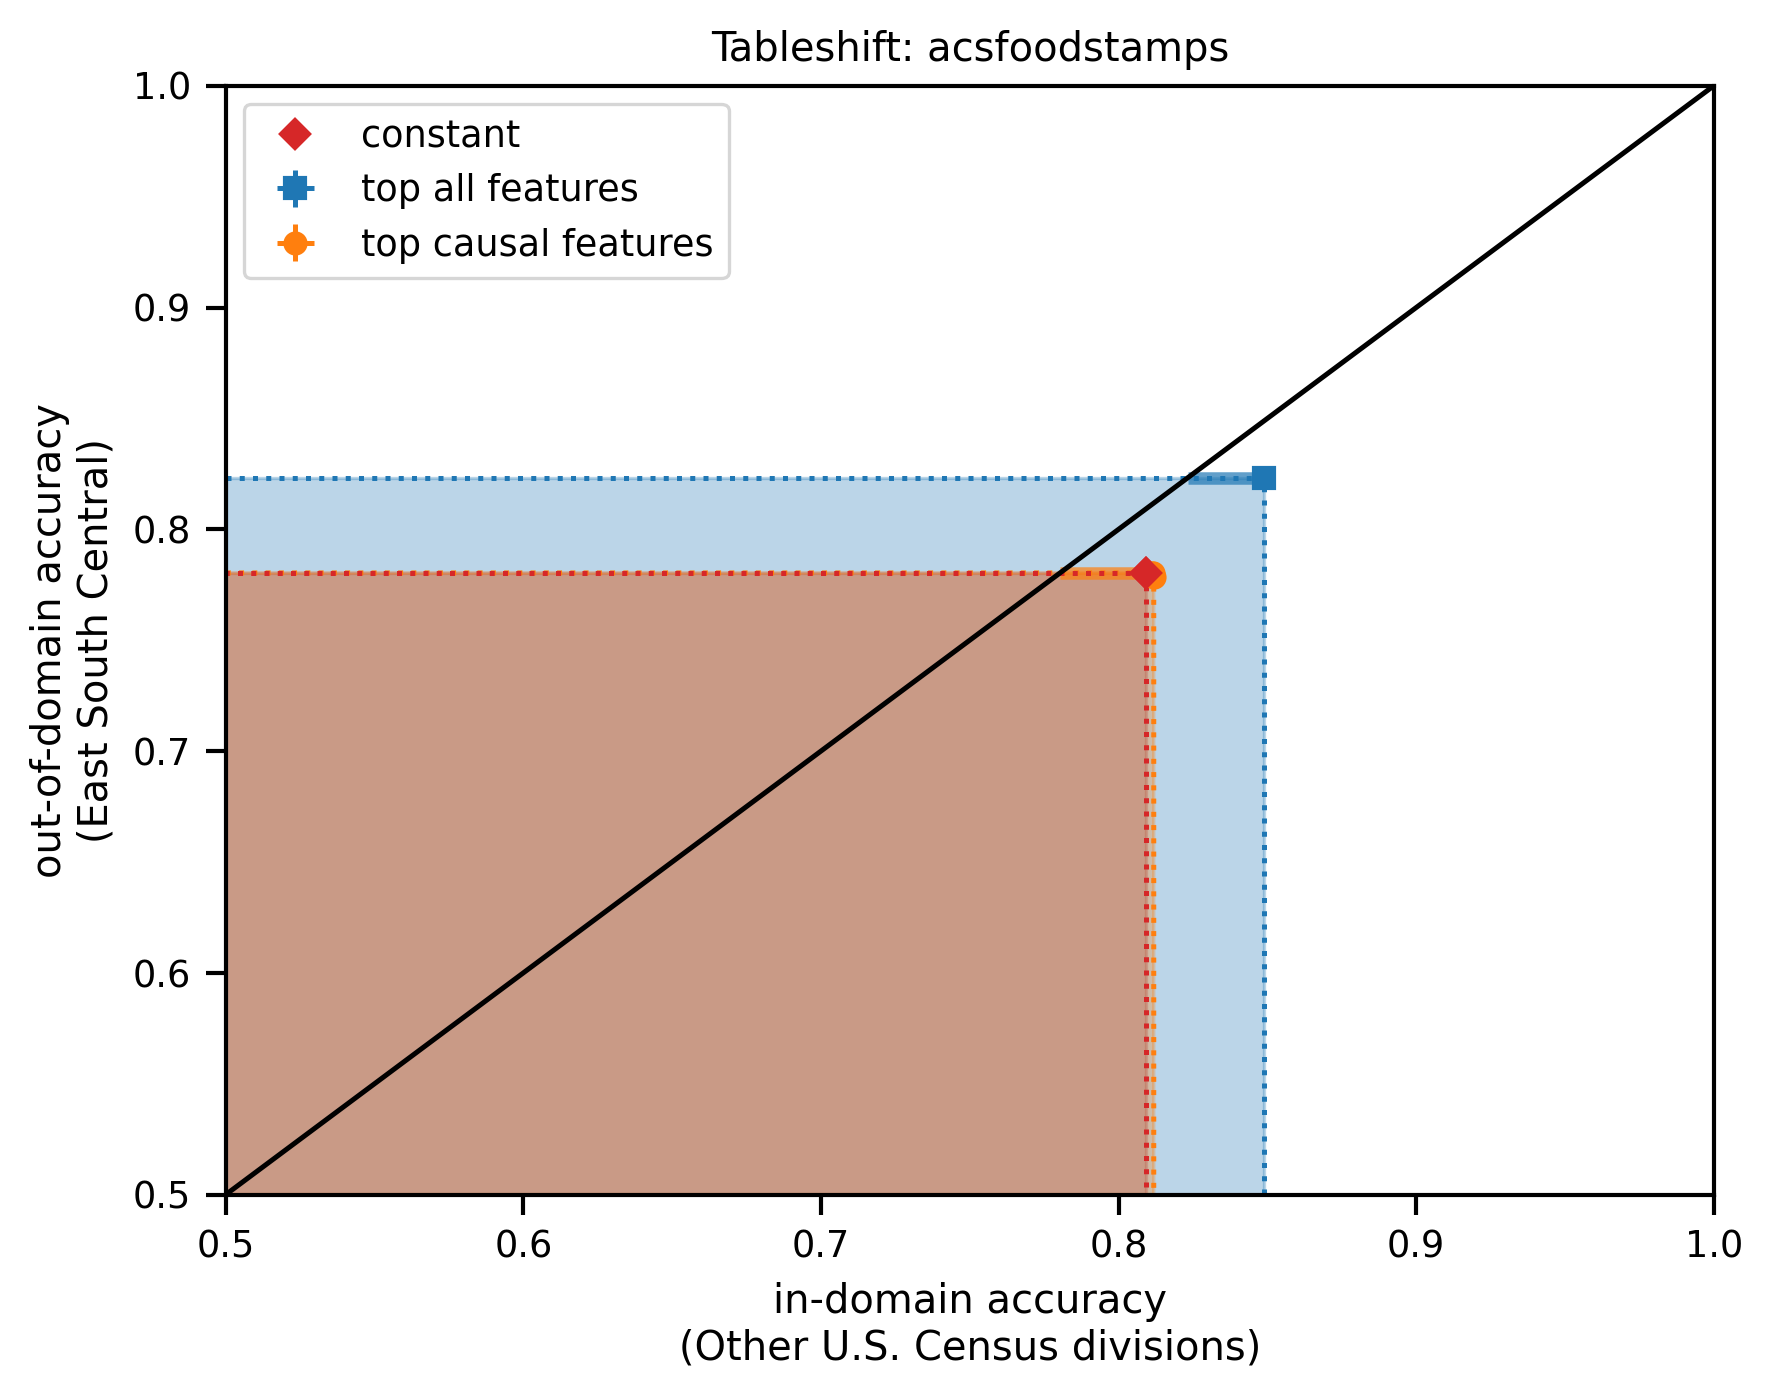 Tableshift: acsfoodstamps
constant
top all features
top causal features
1.0
0.9
0.8
0.7
0.6
0.5
out-of-domain accuracy
(East South Central)
0.5
0.6
0.7
0.8
0.9
1.0
in-domain accuracy
(Other U.S. Census divisions)